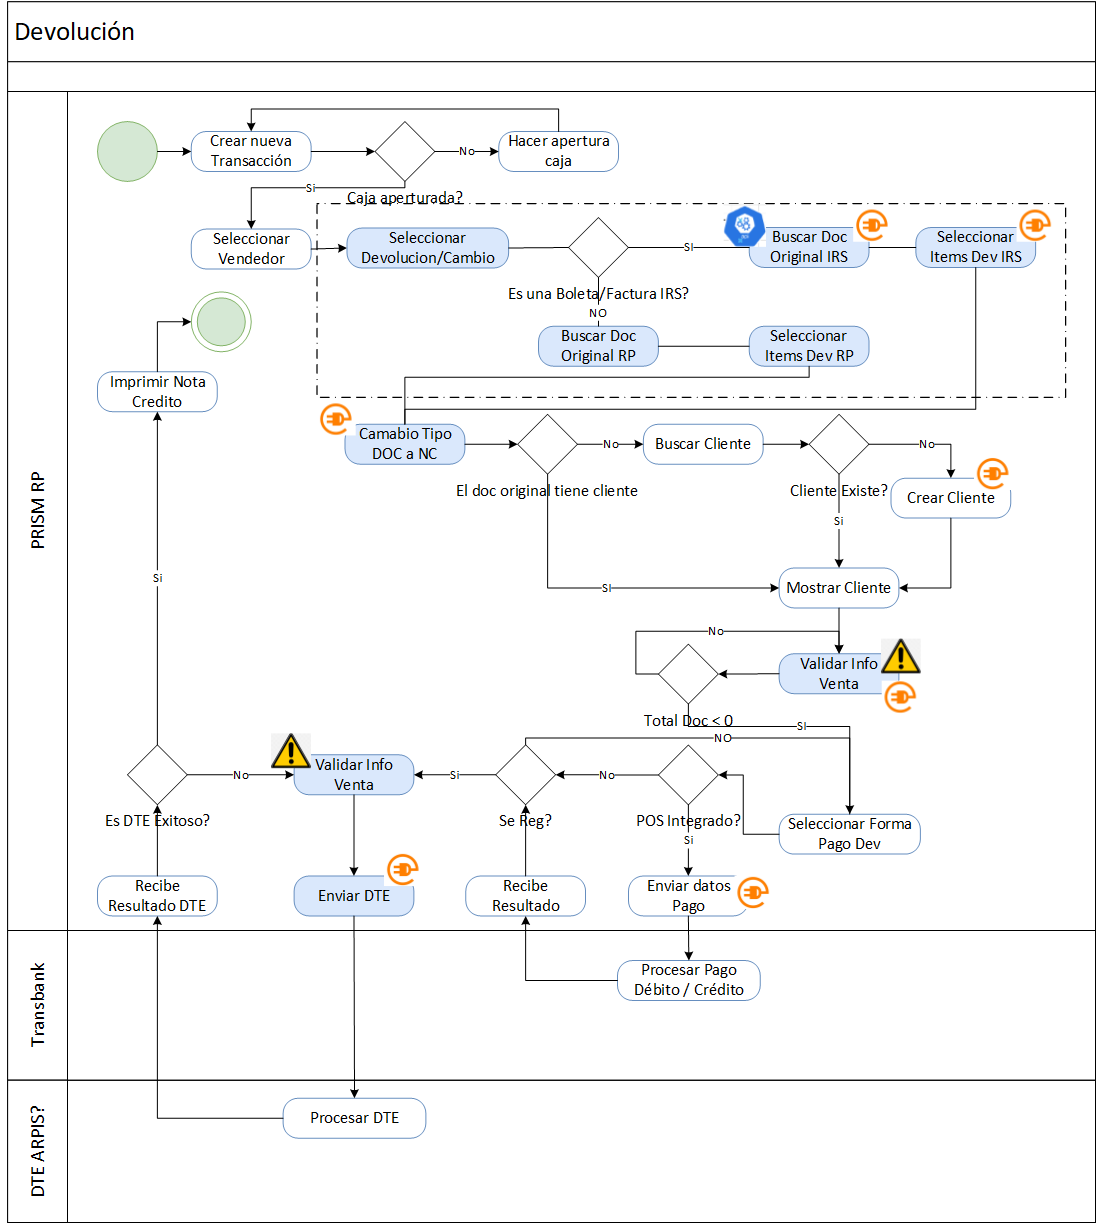 Devolución
PRISM RP
Crear nueva
Transacción
No
Hacer apertura
caja
Si
Caja aperturada?
Seleccionar
Vendedor
Seleccionar
Devolucion/Cambio
SI
Buscar Doc
Original IRS
Seleccionar
Items Dev IRS
Es una Boleta/Factura IRS?
NO
Buscar Doc
Original RP
Seleccionar
Items Dev RP
Imprimir Nota
Credito
Camabio Tipo
DOC a NC
No
Buscar Cliente
No
El doc original tiene cliente
Cliente Existe?
Crear Cliente
Si
Si
SI
Mostrar Cliente
No
Validar Info
Venta
Total Doc < 0
SI
NO
No
Validar Info
Venta
Si
No
Es DTE Exitoso?
Se Reg?
POS Integrado?
Seleccionar Forma
Pago Dev
Si
Recibe
Resultado DTE
Enviar DTE
Recibe
Resultado
Enviar datos
Pago
Transbank
Procesar Pago
Débito / Crédito
DTE ARPIS?
Procesar DTE